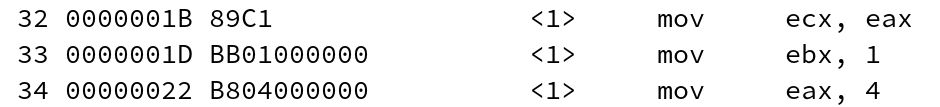 32 0000001B 89C1                <1>     mov     ecx, eax
33 0000001D BB01000000          <1>     mov     ebx, 1
34 00000022 B804000000          <1>     mov     eax, 4